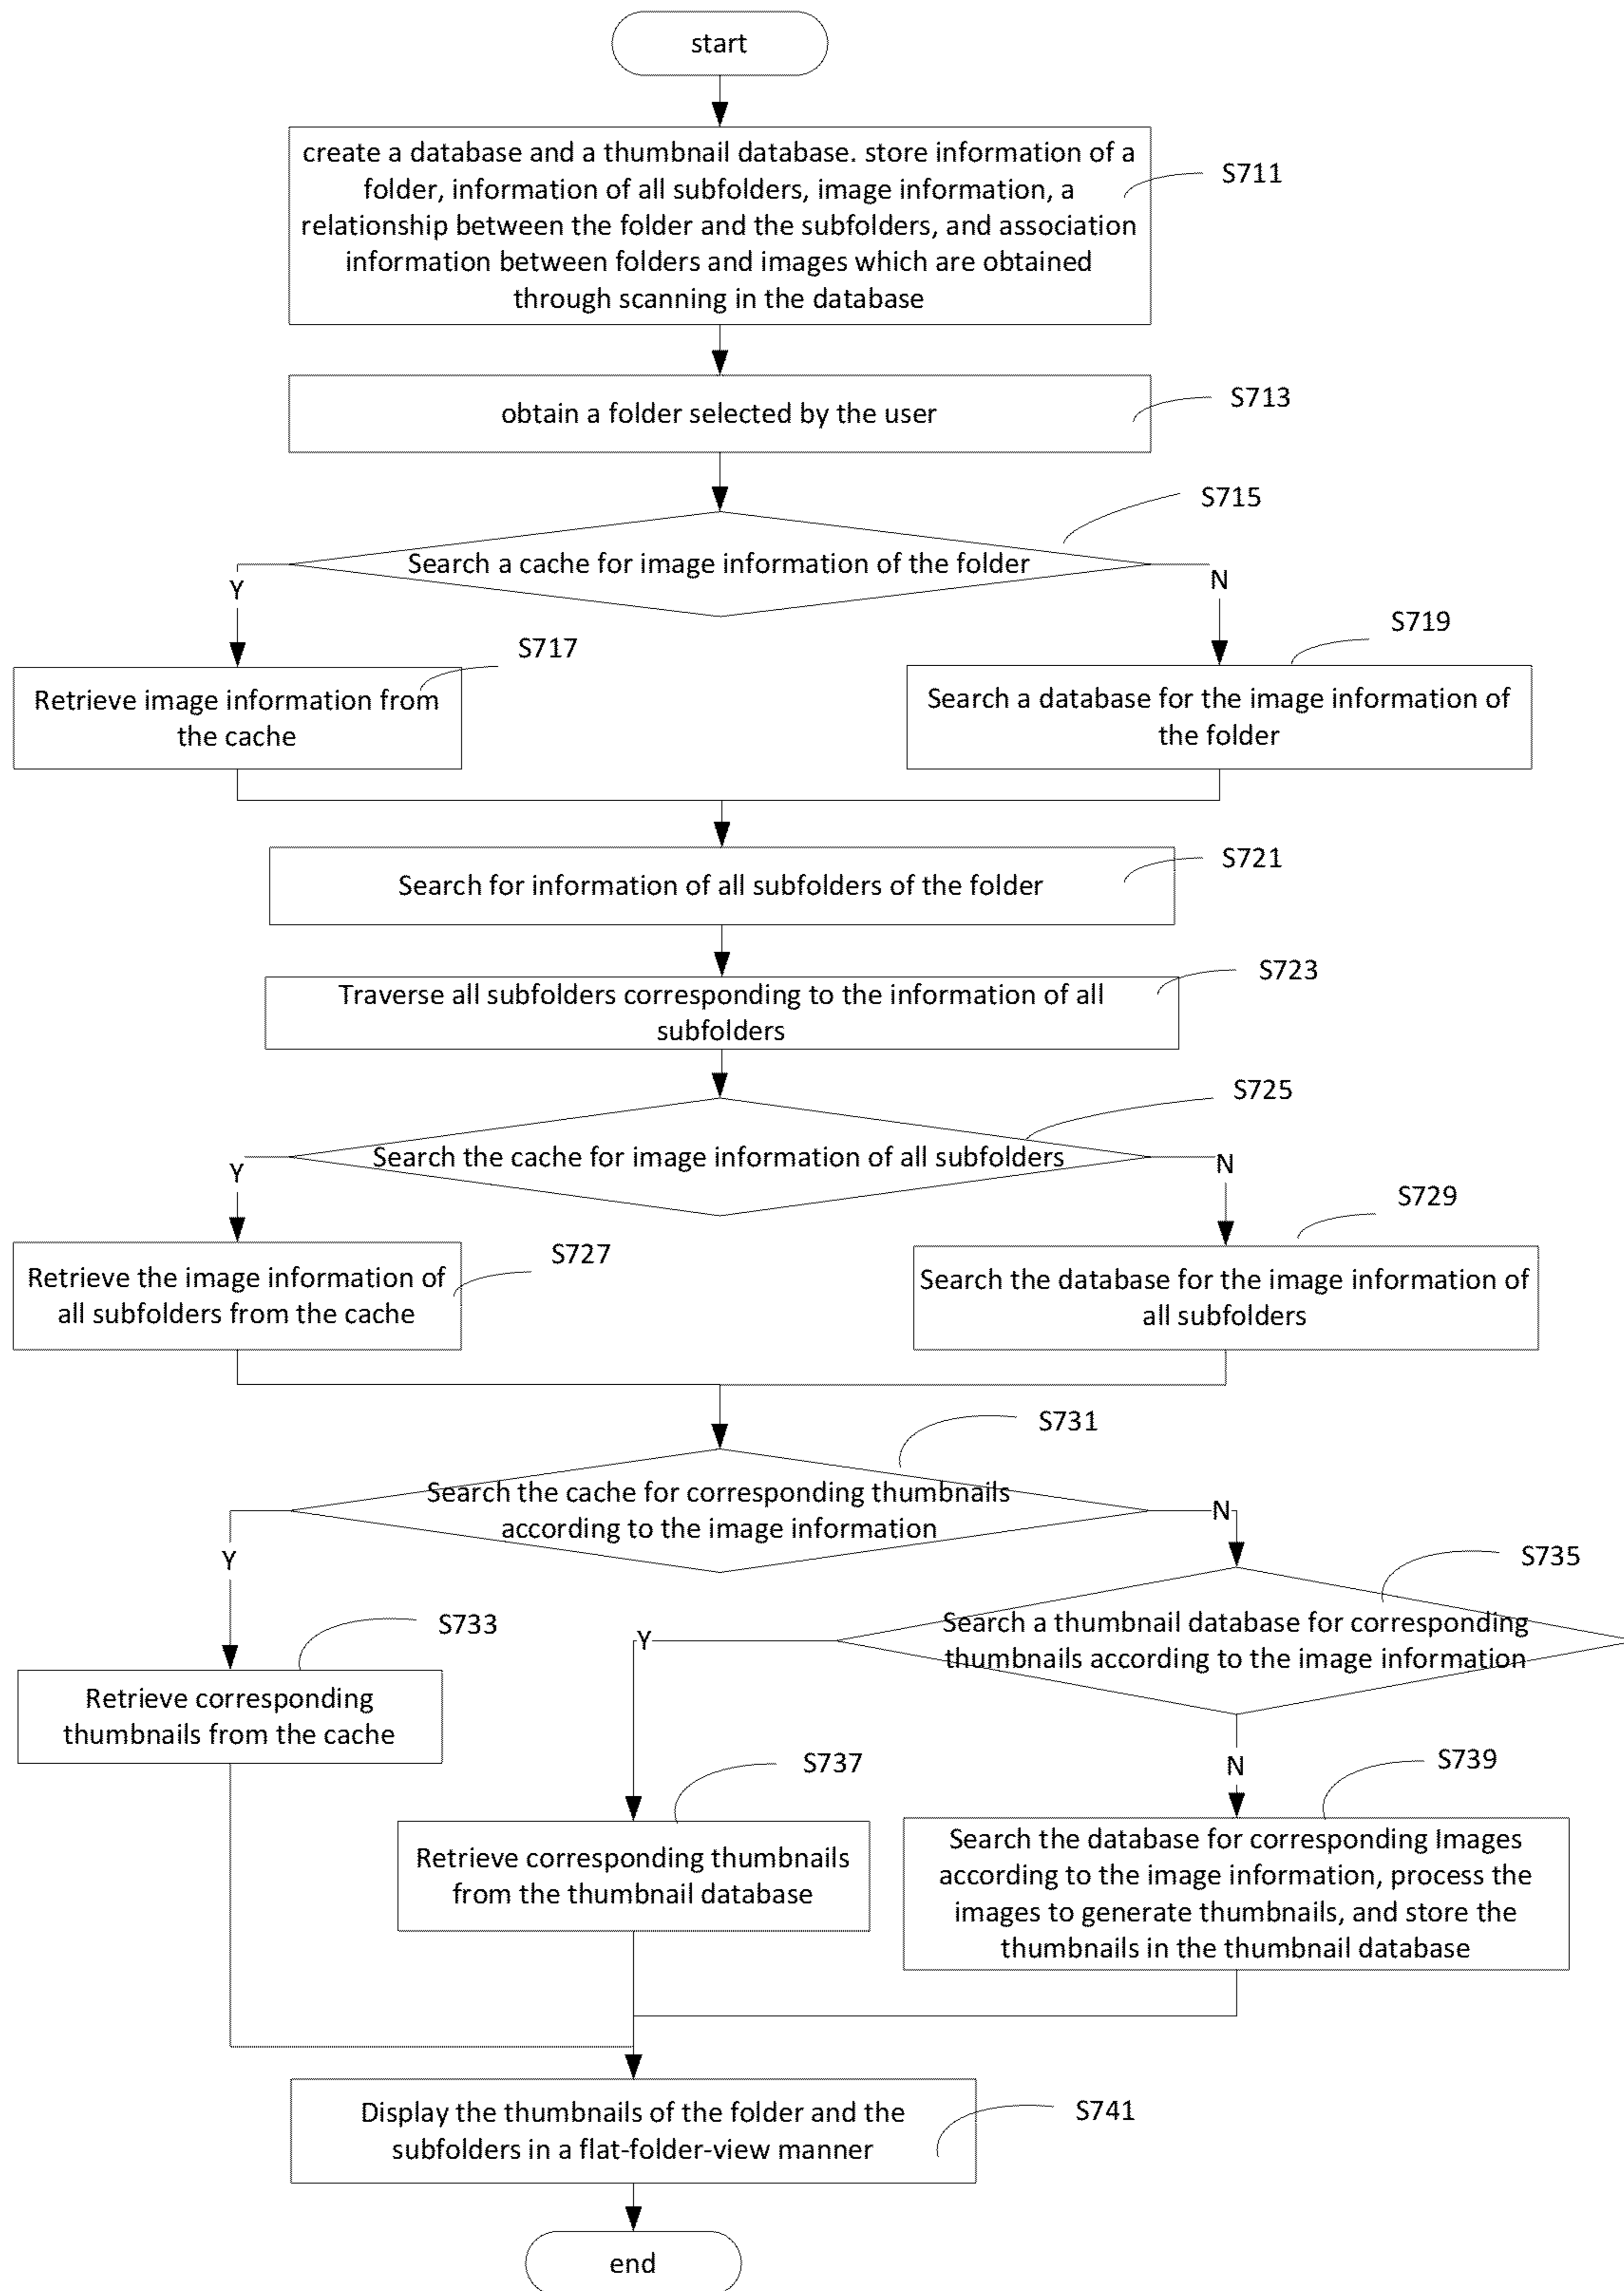 start
create a database and a thumbnail database. store information of a
folder, information of all subfolders, image information, a
relationship between the folder and the subfolders, and association
information between folders and images which are obtained
through scanning in the database
S711
obtain a folder selected by the user
S713
S715
Search a cache for image information of the folder
Y
N
S717
S719
Retrieve image information from
the cache
Search a database for the image information of
the folder
S721
Search for information of all subfolders of the folder
S723
Traverse all subfolders corresponding to the information of all
subfolders
S725
Search the cache for image information of all subfolders
Y
N
S729
S727
Retrieve the image information of
all subfolders from the cache
Search the database for the image information of
all subfolders
S731
Search the cache for corresponding thumbnails
according to the image information
N
Y
S735
Search a thumbnail database for corresponding
thumbnails according to the image information
S733
Y
Retrieve corresponding
thumbnails from the cache
N
S737
S739
Retrieve corresponding thumbnails
from the thumbnail database
Search the database for corresponding Images
according to the image information, process the
images to generate thumbnails, and store the
thumbnails in the thumbnail database
Display the thumbnails of the folder and the
subfolders in a flat-folder-view manner
S741
end